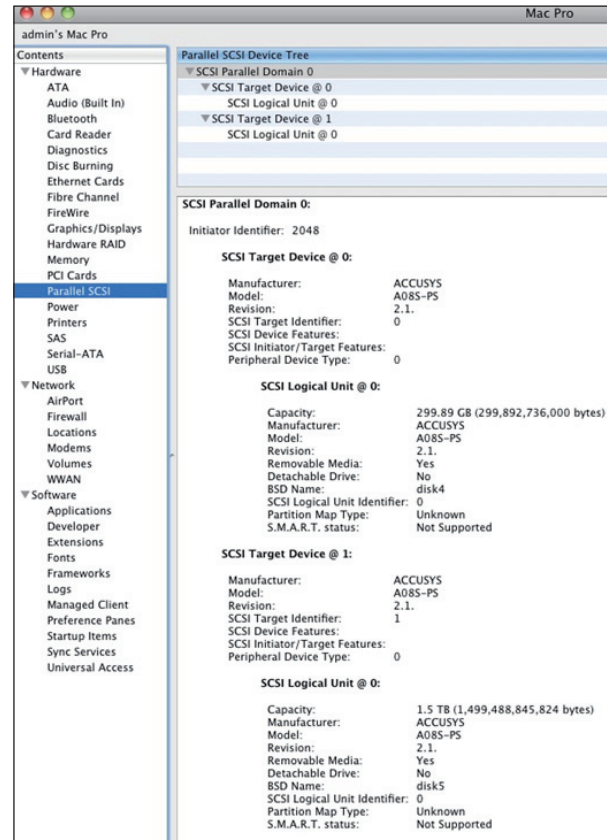 Mac Pro
admin's Mac Pro
Contents
Hardware
ATA
Audio (Built In)
Bluetooth
Card Reader
Diagnostics
Disc Burning
Ethernet Cards
Fibre Channel
FireWire
Graphics/Displays
Hardware RAID
Memory
PCI Cards
Parallel SCSI
Power
Printers
SAS
Serial-ATA
USB
Network
AirPort
Firewall
Locations
Modems
Volumes
WWAN
Software
Applications
Developer
Extensions
Fonts
Frameworks
Logs
Managed Client
Preference Panes
Startup Items
Sync Services
Universal Access
Parallel SCSI Device Tree
SCSI Parallel Domain 0
SCSI Target Device @ 0
SCSI Logical Unit @ 0
SCSI Target Device @ 1
SCSI Logical Unit @ 0
SCSI Parallel Domain 0:
Initiator Identifier: 2048
SCSI Target Device @ 0:
Manufacturer: ACCUSYS
Model: A08S-PS
Revision: 2.1.
SCSI Target Identifier: 0
SCSI Device Features:
SCSI Initiator/Target Features:
Peripheral Device Type: 0
SCSI Logical Unit @ 0:
Capacity: 299.89 GB (299,892,736,000 bytes)
Manufacturer: ACCUSYS
Model: A08S-PS
Revision: 2.1.
Removable Media: Yes
Detachable Drive: No
BSD Name: disk4
SCSI Logical Unit Identifier: 0
Partition Map Type: Unknown
S.M.A.R.T. status: Not Supported
SCSI Target Device @ 1:
Manufacturer: ACCUSYS
Model: A08S-PS
Revision: 2.1.
SCSI Target Identifier: 1
SCSI Device Features:
SCSI Initiator/Target Features:
Peripheral Device Type: 0
SCSI Logical Unit @ 0:
Capacity: 1.5 TB (1,499,488,845,824 bytes)
Manufacturer: ACCUSYS
Model: A08S-PS
Revision: 2.1.
Removable Media: Yes
Detachable Drive: No
BSD Name: disk5
SCSI Logical Unit Identifier: 0
Partition Map Type: Unknown
S.M.A.R.T. status: Not Supported